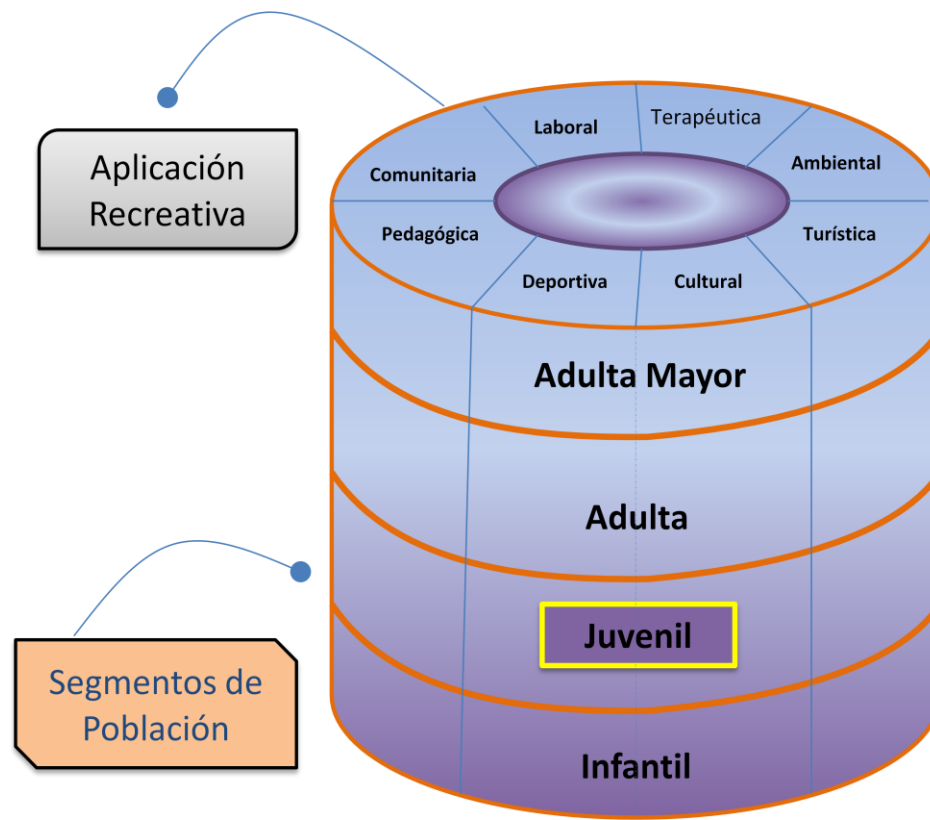 Aplicación
Recreativa
Laboral
Terapéutica
Comunitaria
Ambiental
Pedagógica
Turística
Deportiva
Cultural
Adulta Mayor
Adulta
Juvenil
Infantil
Segmentos de
Población